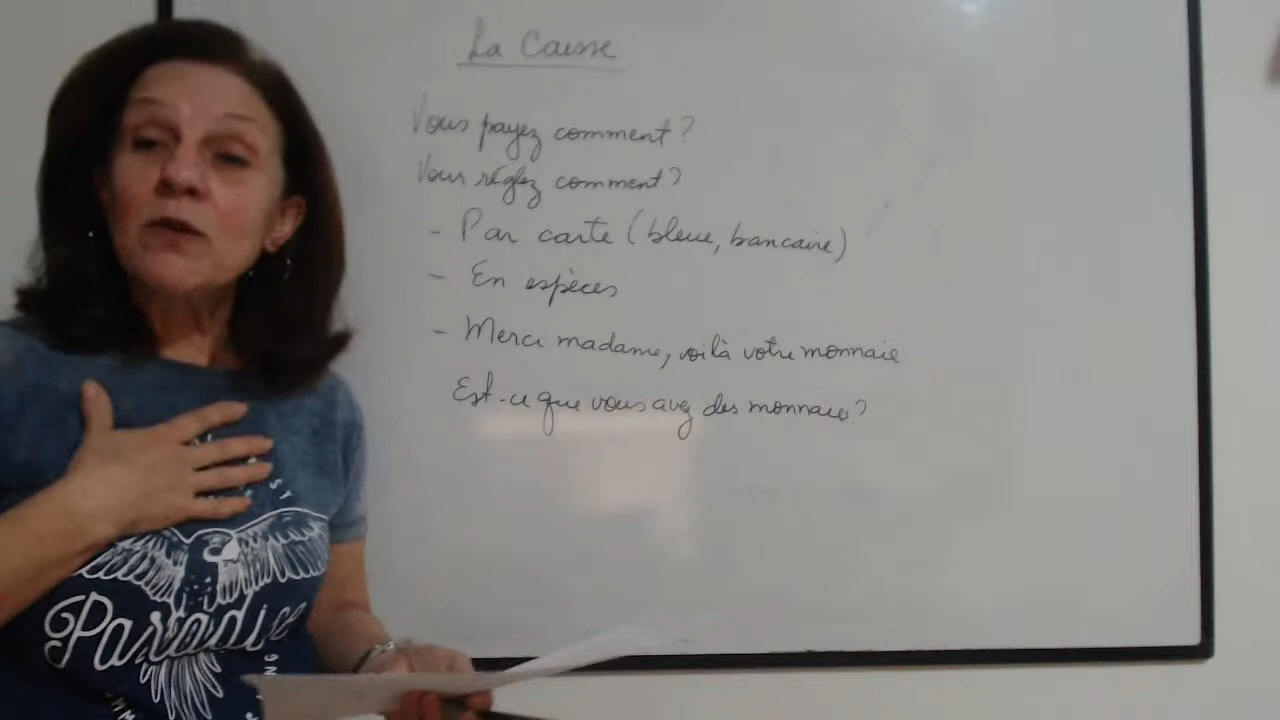 La Caisse
Vous payez comment?
Vous réglez comment?
- Par carte (bleue, bancaire)
- En espèces
- Merci madame, voilà votre monnaie
Est-ce que vous avez des monnaies?
Paradise